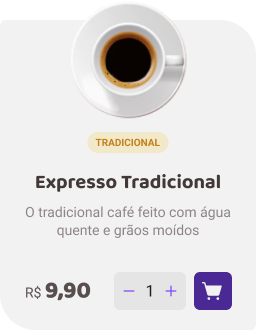 TRADICIONAL
Expresso Tradicional
O tradicional café feito com água
quente e grãos moídos
R$ 9,90 − 1 +